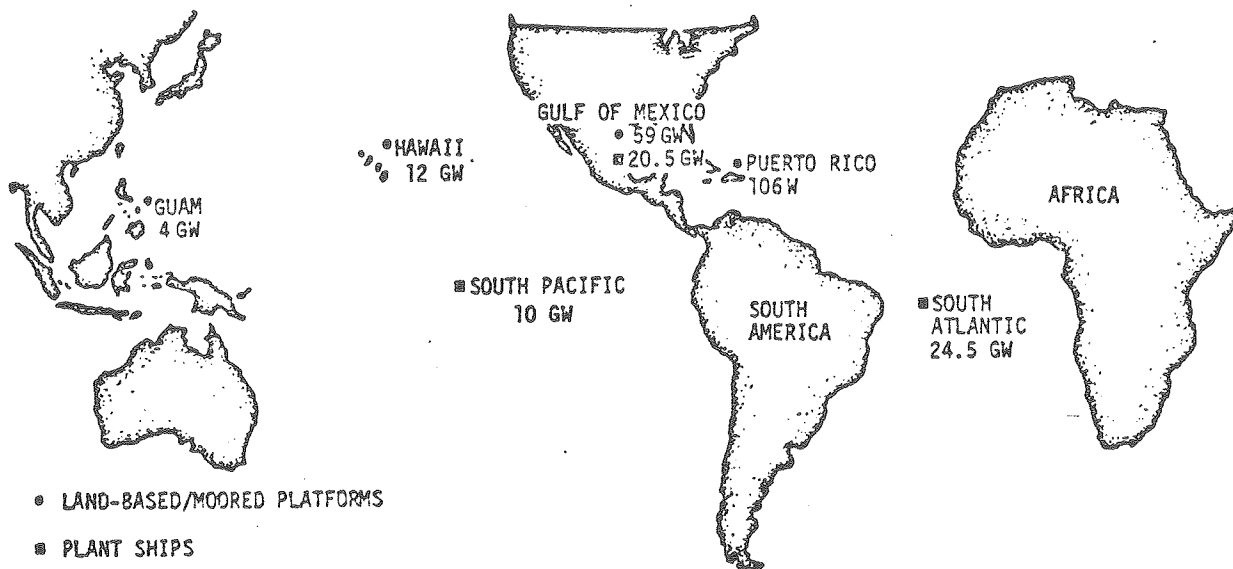 GULF OF MEXICO
59 GW
20.5 GW
HAWAII
12 GW
PUERTO RICO
106W
AFRICA
GUAM
4 GW
SOUTH PACIFIC
10 GW
SOUTH
AMERICA
SOUTH
ATLANTIC
24.5 GW
LAND-BASED/MOORED PLATFORMS
PLANT SHIPS